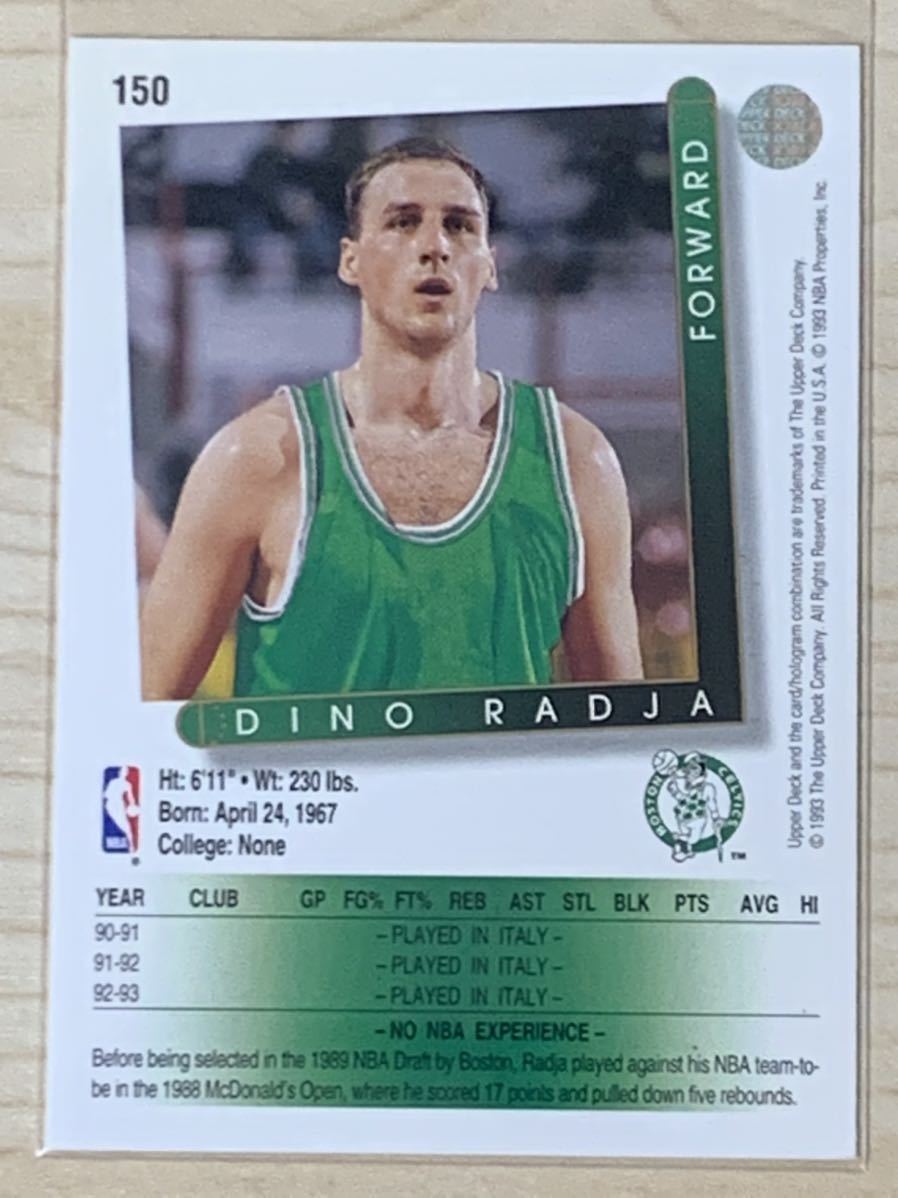 150
UPPER DECK
FORWARD
DINO RADJA
Upper Deck and the card/hologram combination are trademarks of The Upper Deck Company.
© 1993 The Upper Deck Company. All Rights Reserved. Printed in the U.S.A. © 1993 NBA Properties, Inc.
NBA
Ht: 6'11" • Wt: 230 lbs.
Born: April 24, 1967
College: None
BOSTON CELTICS TM
YEAR CLUB GP FG% FT% REB AST STL BLK PTS AVG HI
90-91 – PLAYED IN ITALY –
91-92 – PLAYED IN ITALY –
92-93 – PLAYED IN ITALY –
– NO NBA EXPERIENCE –
Before being selected in the 1989 NBA Draft by Boston, Radja played against his NBA team-to-
be in the 1988 McDonald's Open, where he scored 17 points and pulled down five rebounds.